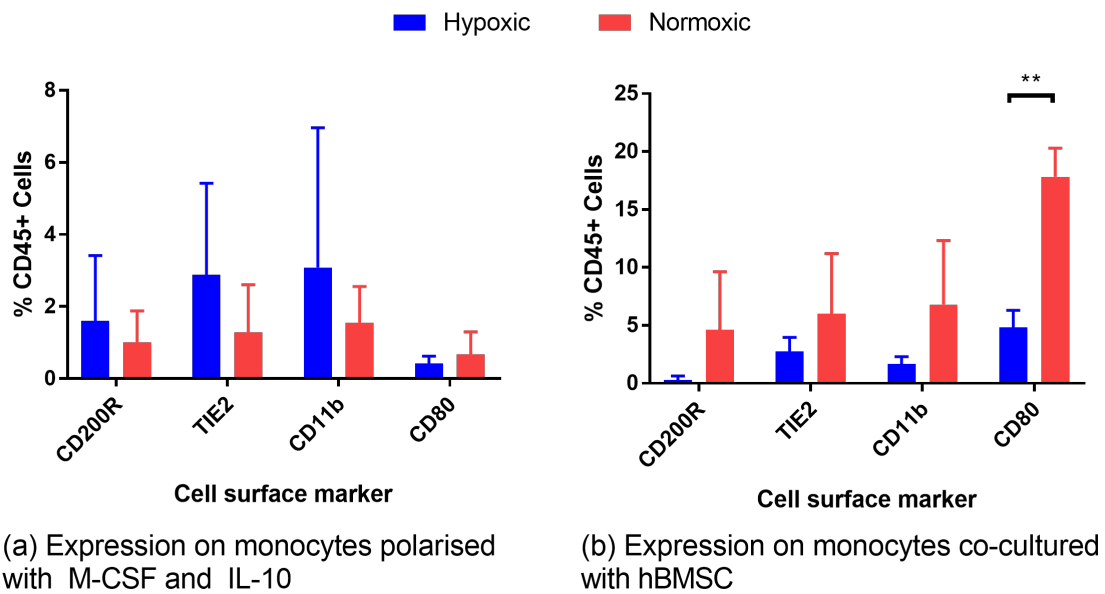 Hypoxic Normoxic
8
6
4
2
0
% CD45+ Cells
CD200R
TIE2
CD11b
CD80
Cell surface marker
(a) Expression on monocytes polarised
with M-CSF and IL-10
**
25
20
15
10
5
0
% CD45+ Cells
CD200R
TIE2
CD11b
CD80
Cell surface marker
(b) Expression on monocytes co-cultured
with hBMSC